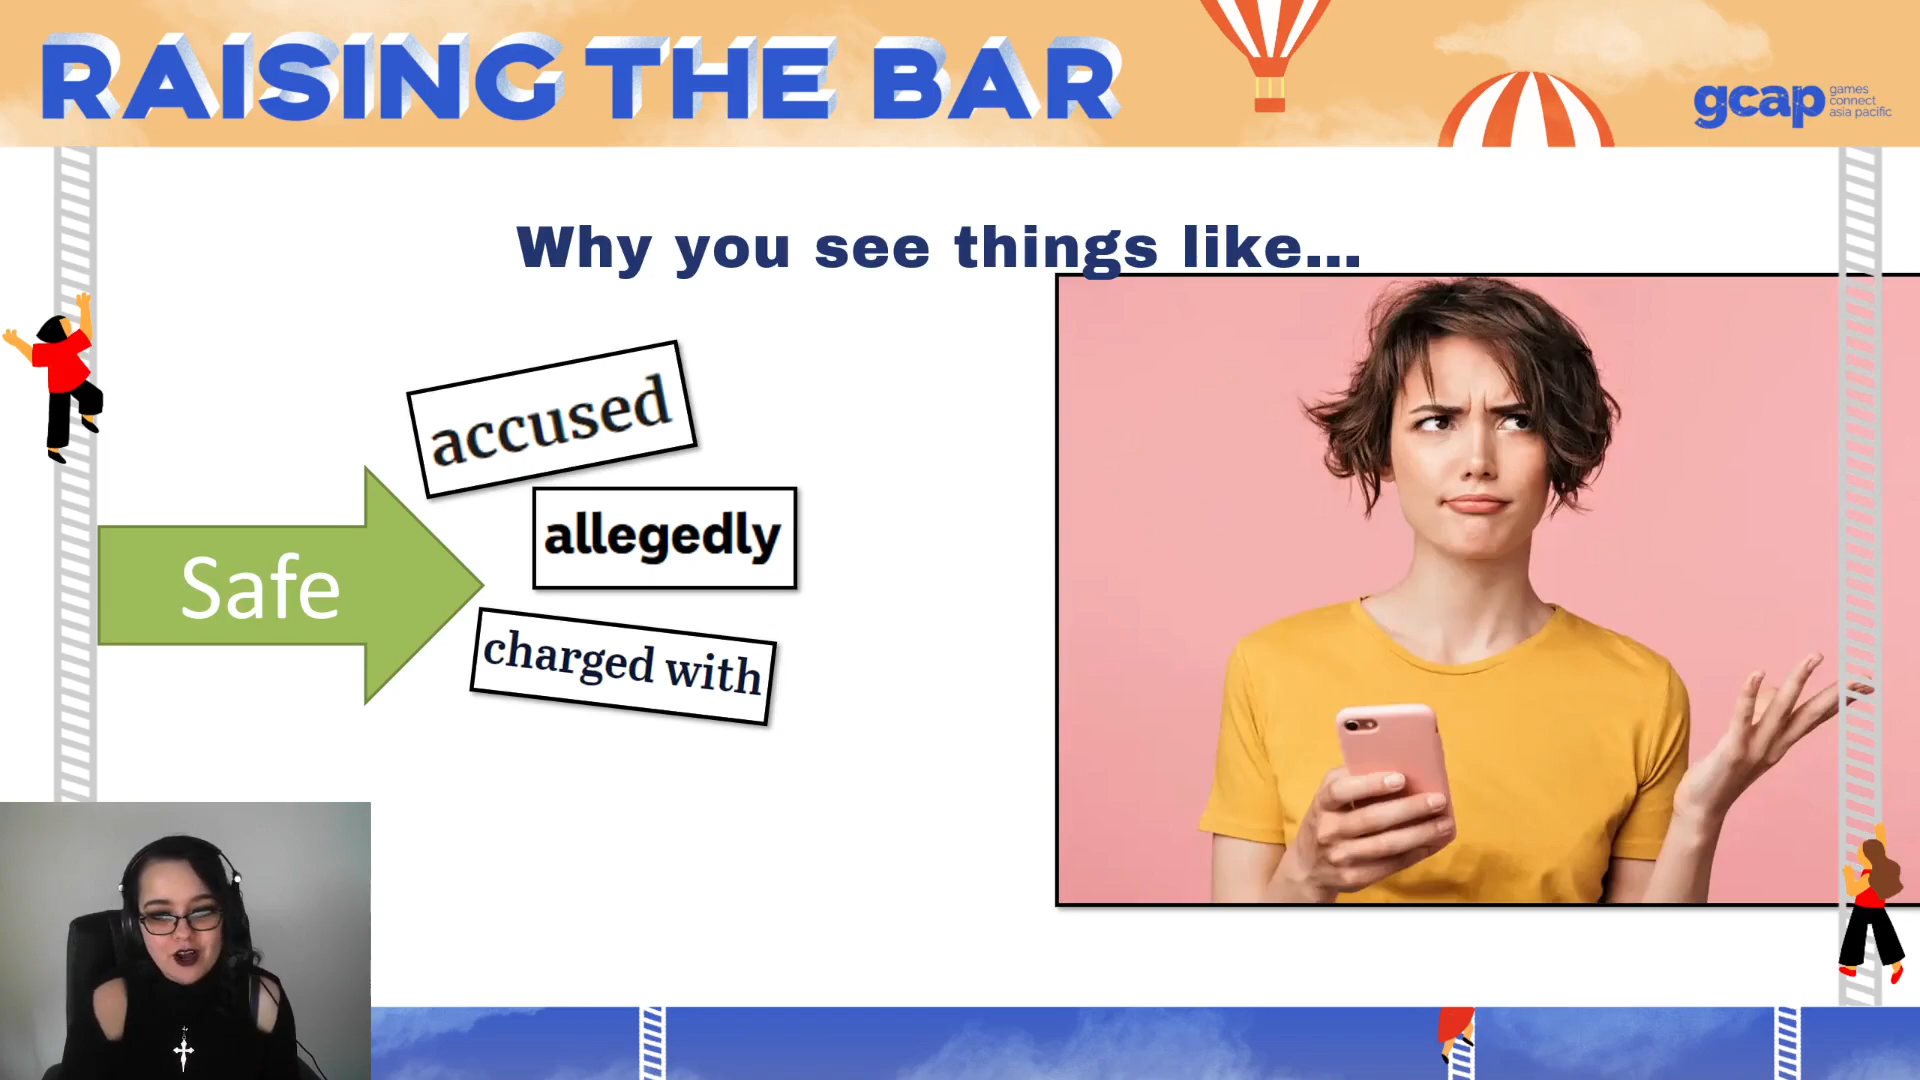 RAISING THE BAR
gcap
games
connect
asia pacific
Why you see things like...
accused
allegedly
Safe
charged with